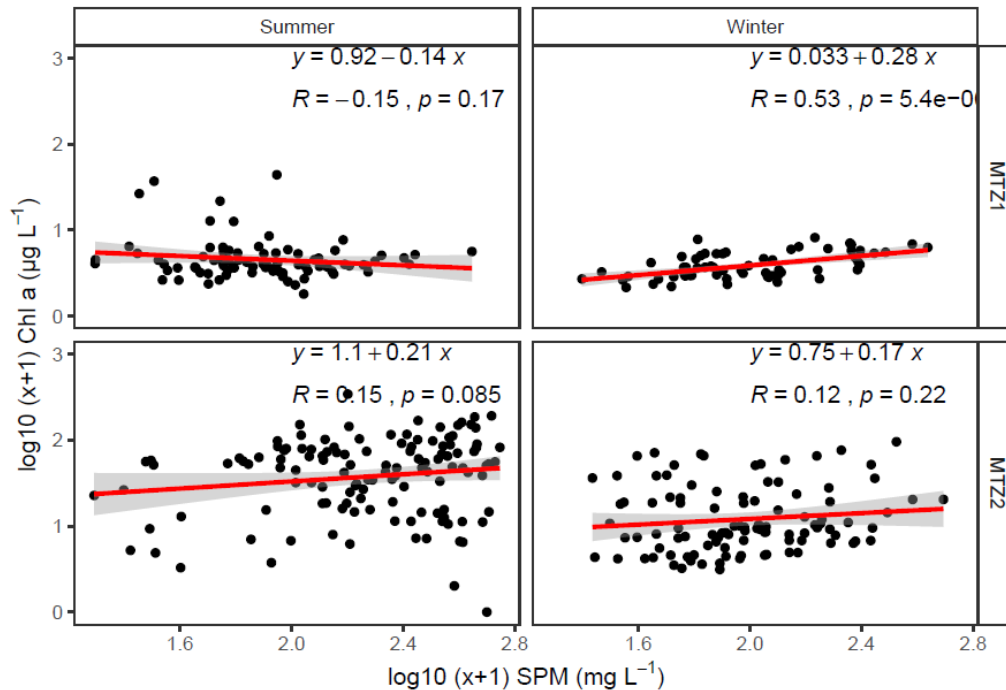 Summer
Winter
y = 0.92 − 0.14 x
R = −0.15 , p = 0.17
y = 0.033 + 0.28 x
R = 0.53 , p =
MTZ1
y = 1.1 + 0.21 x
R = 0.15 , p = 0.085
y = 0.75 + 0.17 x
R = 0.12 , p = 0.22
MTZ2
log10 (x+1) Chl a (µg L⁻¹)
3
2
1
0
3
2
1
0
1.6 2.0 2.4 2.8
1.6 2.0 2.4 2.8
log10 (x+1) SPM (mg L⁻¹)